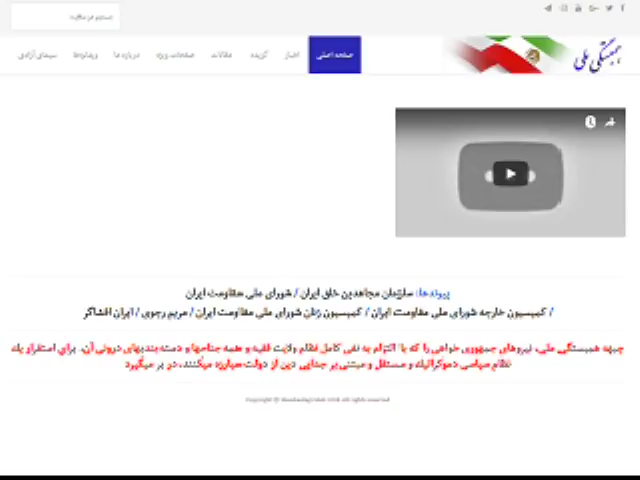 جستجو در سایت
همبستگی ملی
صفحه اصلی
اخبار
گزیده
مقالات
صفحات ویژه
درباره ما
ویدئوها
سیمای آزادی
پیوندها: سازمان مجاهدین خلق ایران / شورای ملی مقاومت ایران
/ کمیسیون خارجه شورای ملی مقاومت ایران / کمیسیون زنان شورای ملی مقاومت ایران / مریم رجوی / ایران افشاگر
جبهه همبستگی ملی، نیروهای جمهوری خواهی را که با التزام به نفی کامل نظام ولایت فقیه و همه جناحها و دسته‌بندیهای درونی آن، برای استقرار یک
نظام سیاسی دموکراتیک و مستقل و مبتنی بر جدایی دین از دولت مبارزه میکنند، در بر میگیرد